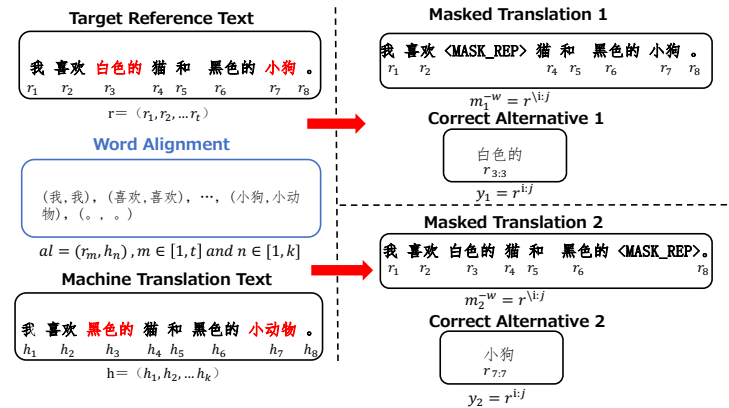 Target Reference Text
我 喜欢 白色的 猫 和 黑色的 小狗 。
r1 r2 r3 r4 r5 r6 r7 r8
r＝（r1,r2,…rt）
Word Alignment
(我,我),(喜欢,喜欢),…,(小狗,小动
物),(。,。)
al = (rm, hn) , m ∈ [1, t] and n ∈ [1, k]
Machine Translation Text
我 喜欢 黑色的 猫 和 黑色的 小动物 。
h1 h2 h3 h4 h5 h6 h7 h8
h＝（h1,h2,…hk）
Masked Translation 1
我 喜欢 <MASK_REP> 猫 和 黑色的 小狗 。
r1 r2 r4 r5 r6 r7 r8
m1^-w = r^\i:j
Correct Alternative 1
白色的
r3:3
y1 = r^i:j
Masked Translation 2
我 喜欢 白色的 猫 和 黑色的 <MASK_REP>。
r1 r2 r3 r4 r5 r6 r8
m2^-w = r^\i:j
Correct Alternative 2
小狗
r7:7
y2 = r^i:j